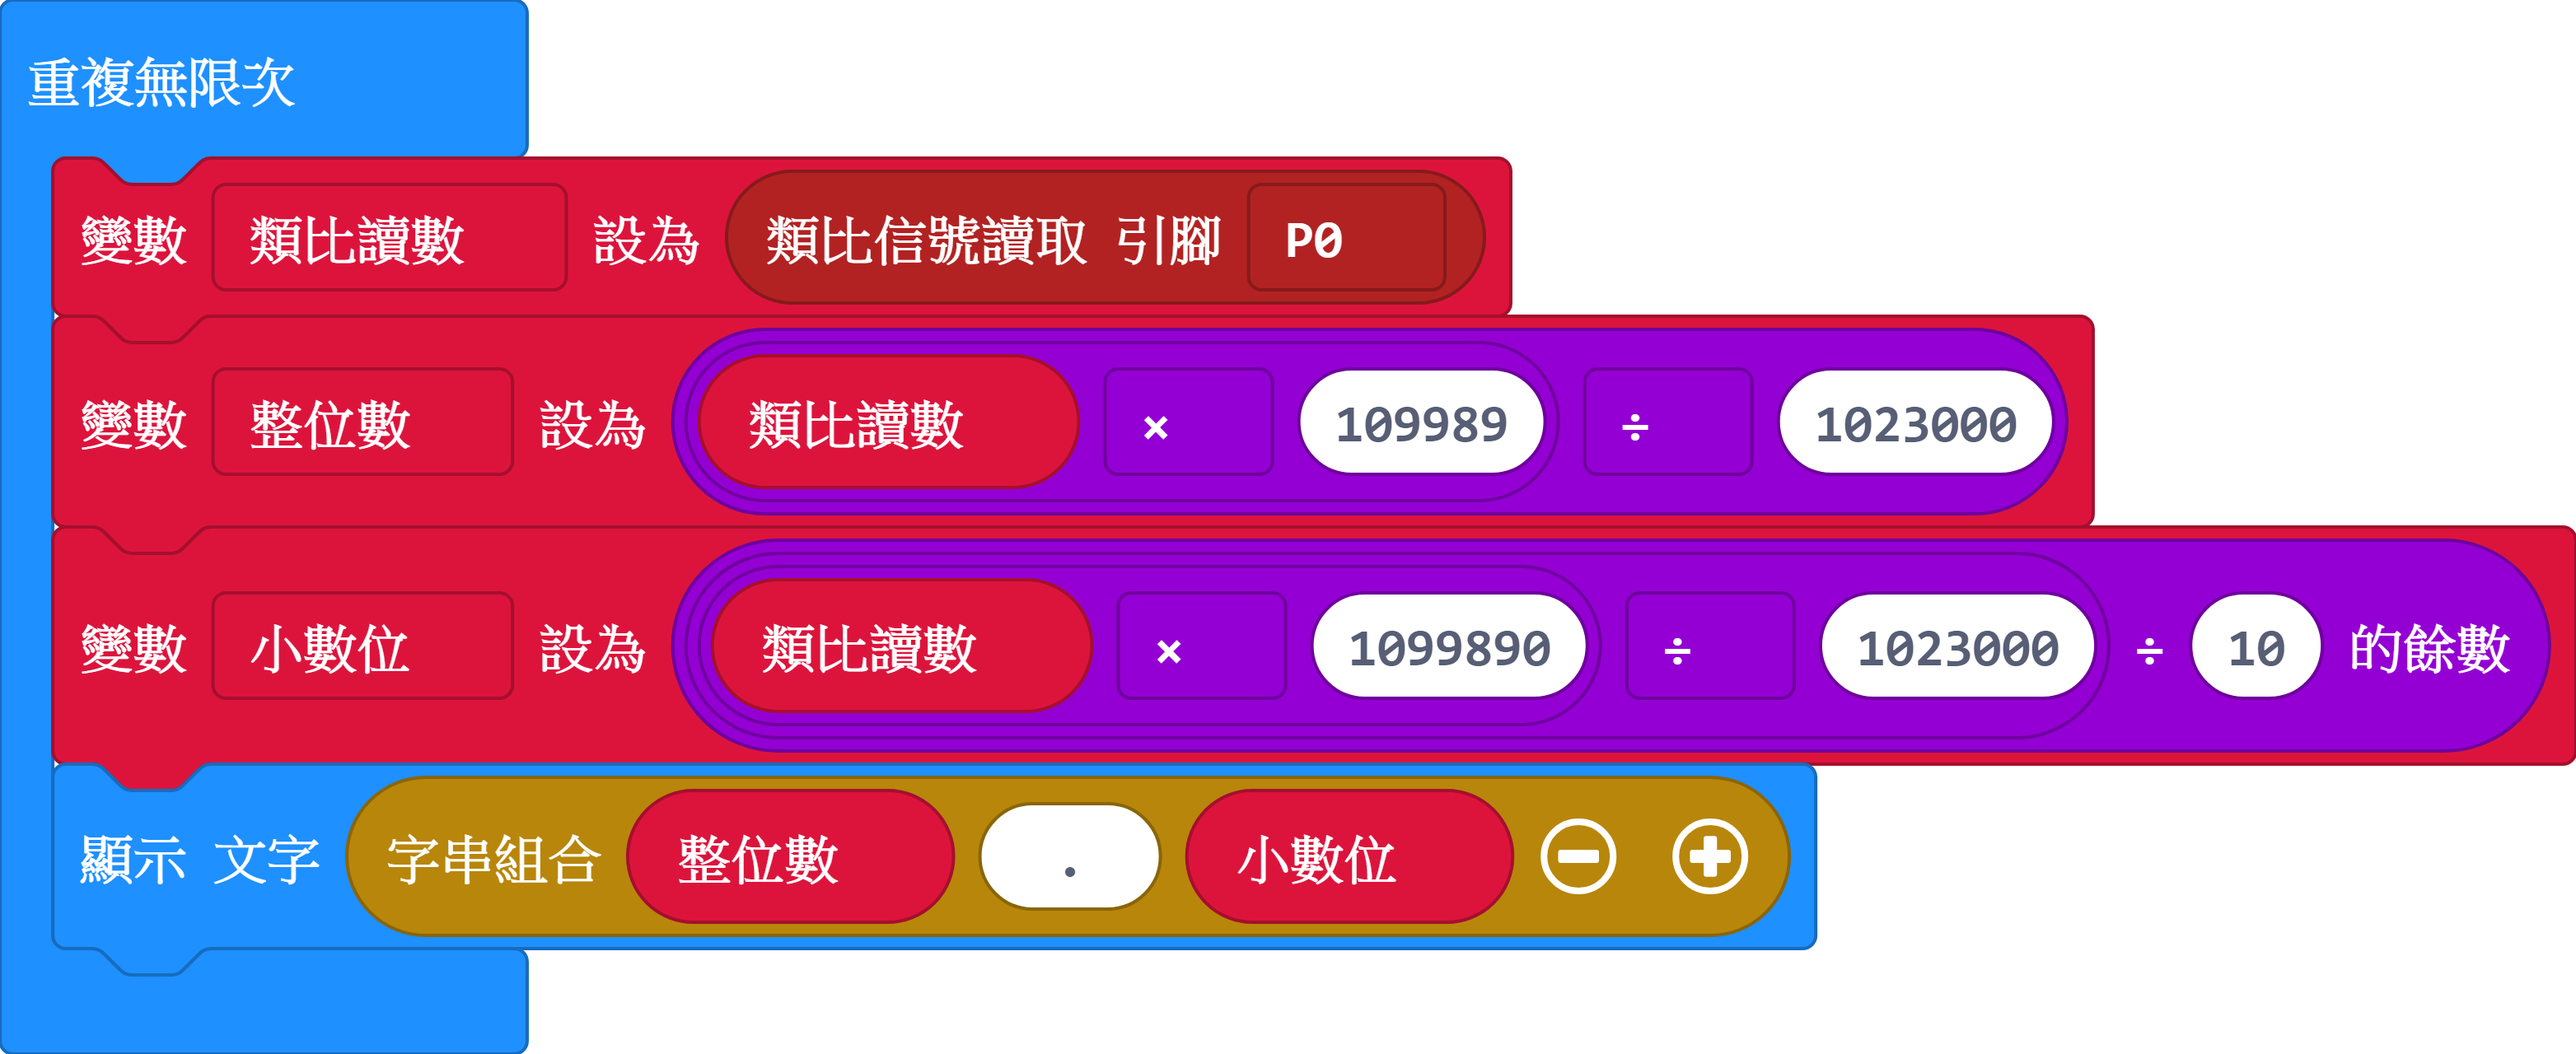 重複無限次
變數 類比讀數 設為 類比信號讀取 引腳 P0
變數 整位數 設為 類比讀數 × 109989 ÷ 1023000
變數 小數位 設為 類比讀數 × 1099890 ÷ 1023000 ÷ 10 的餘數
顯示 文字 字串組合 整位數 . 小數位